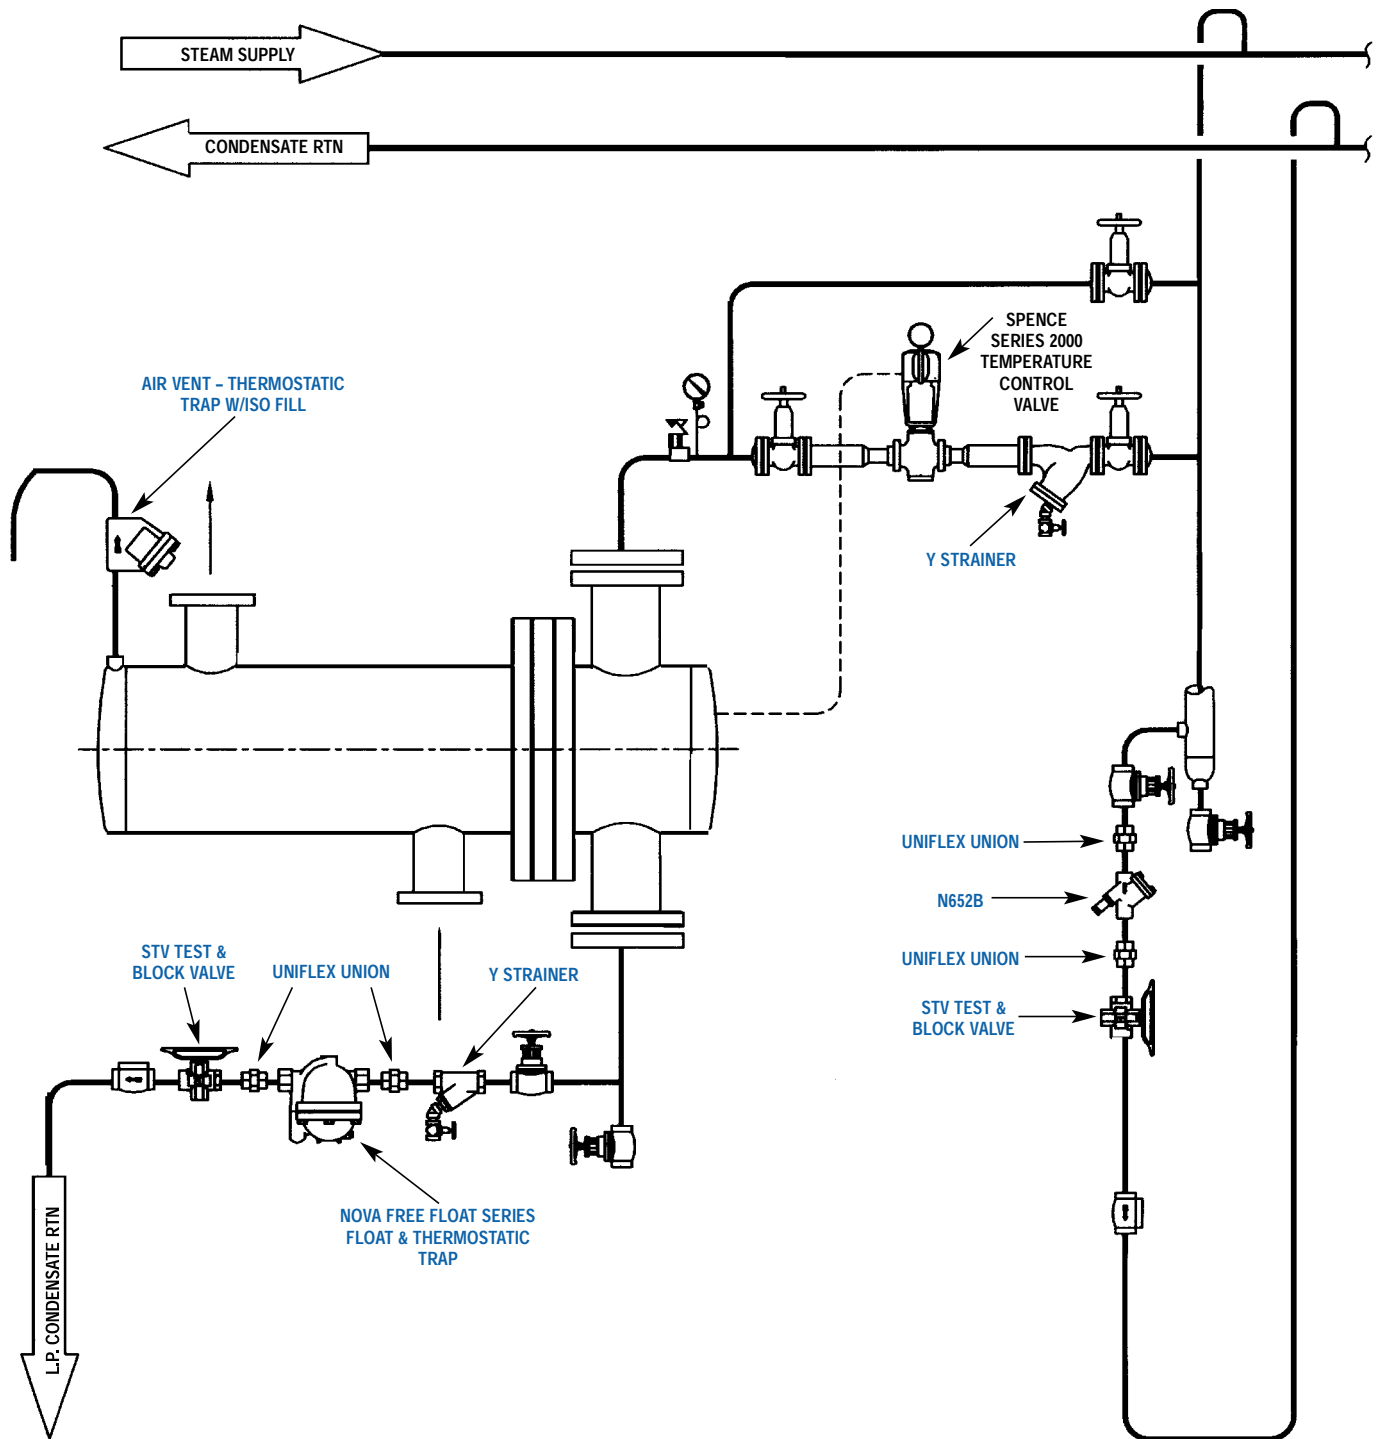 STEAM SUPPLY
CONDENSATE RTN
SPENCE
SERIES 2000
TEMPERATURE
CONTROL
VALVE
AIR VENT – THERMOSTATIC
TRAP W/ISO FILL
Y STRAINER
UNIFLEX UNION
N652B
UNIFLEX UNION
STV TEST &
BLOCK VALVE
STV TEST &
BLOCK VALVE
UNIFLEX UNION
Y STRAINER
NOVA FREE FLOAT SERIES
FLOAT & THERMOSTATIC
TRAP
L.P. CONDENSATE RTN